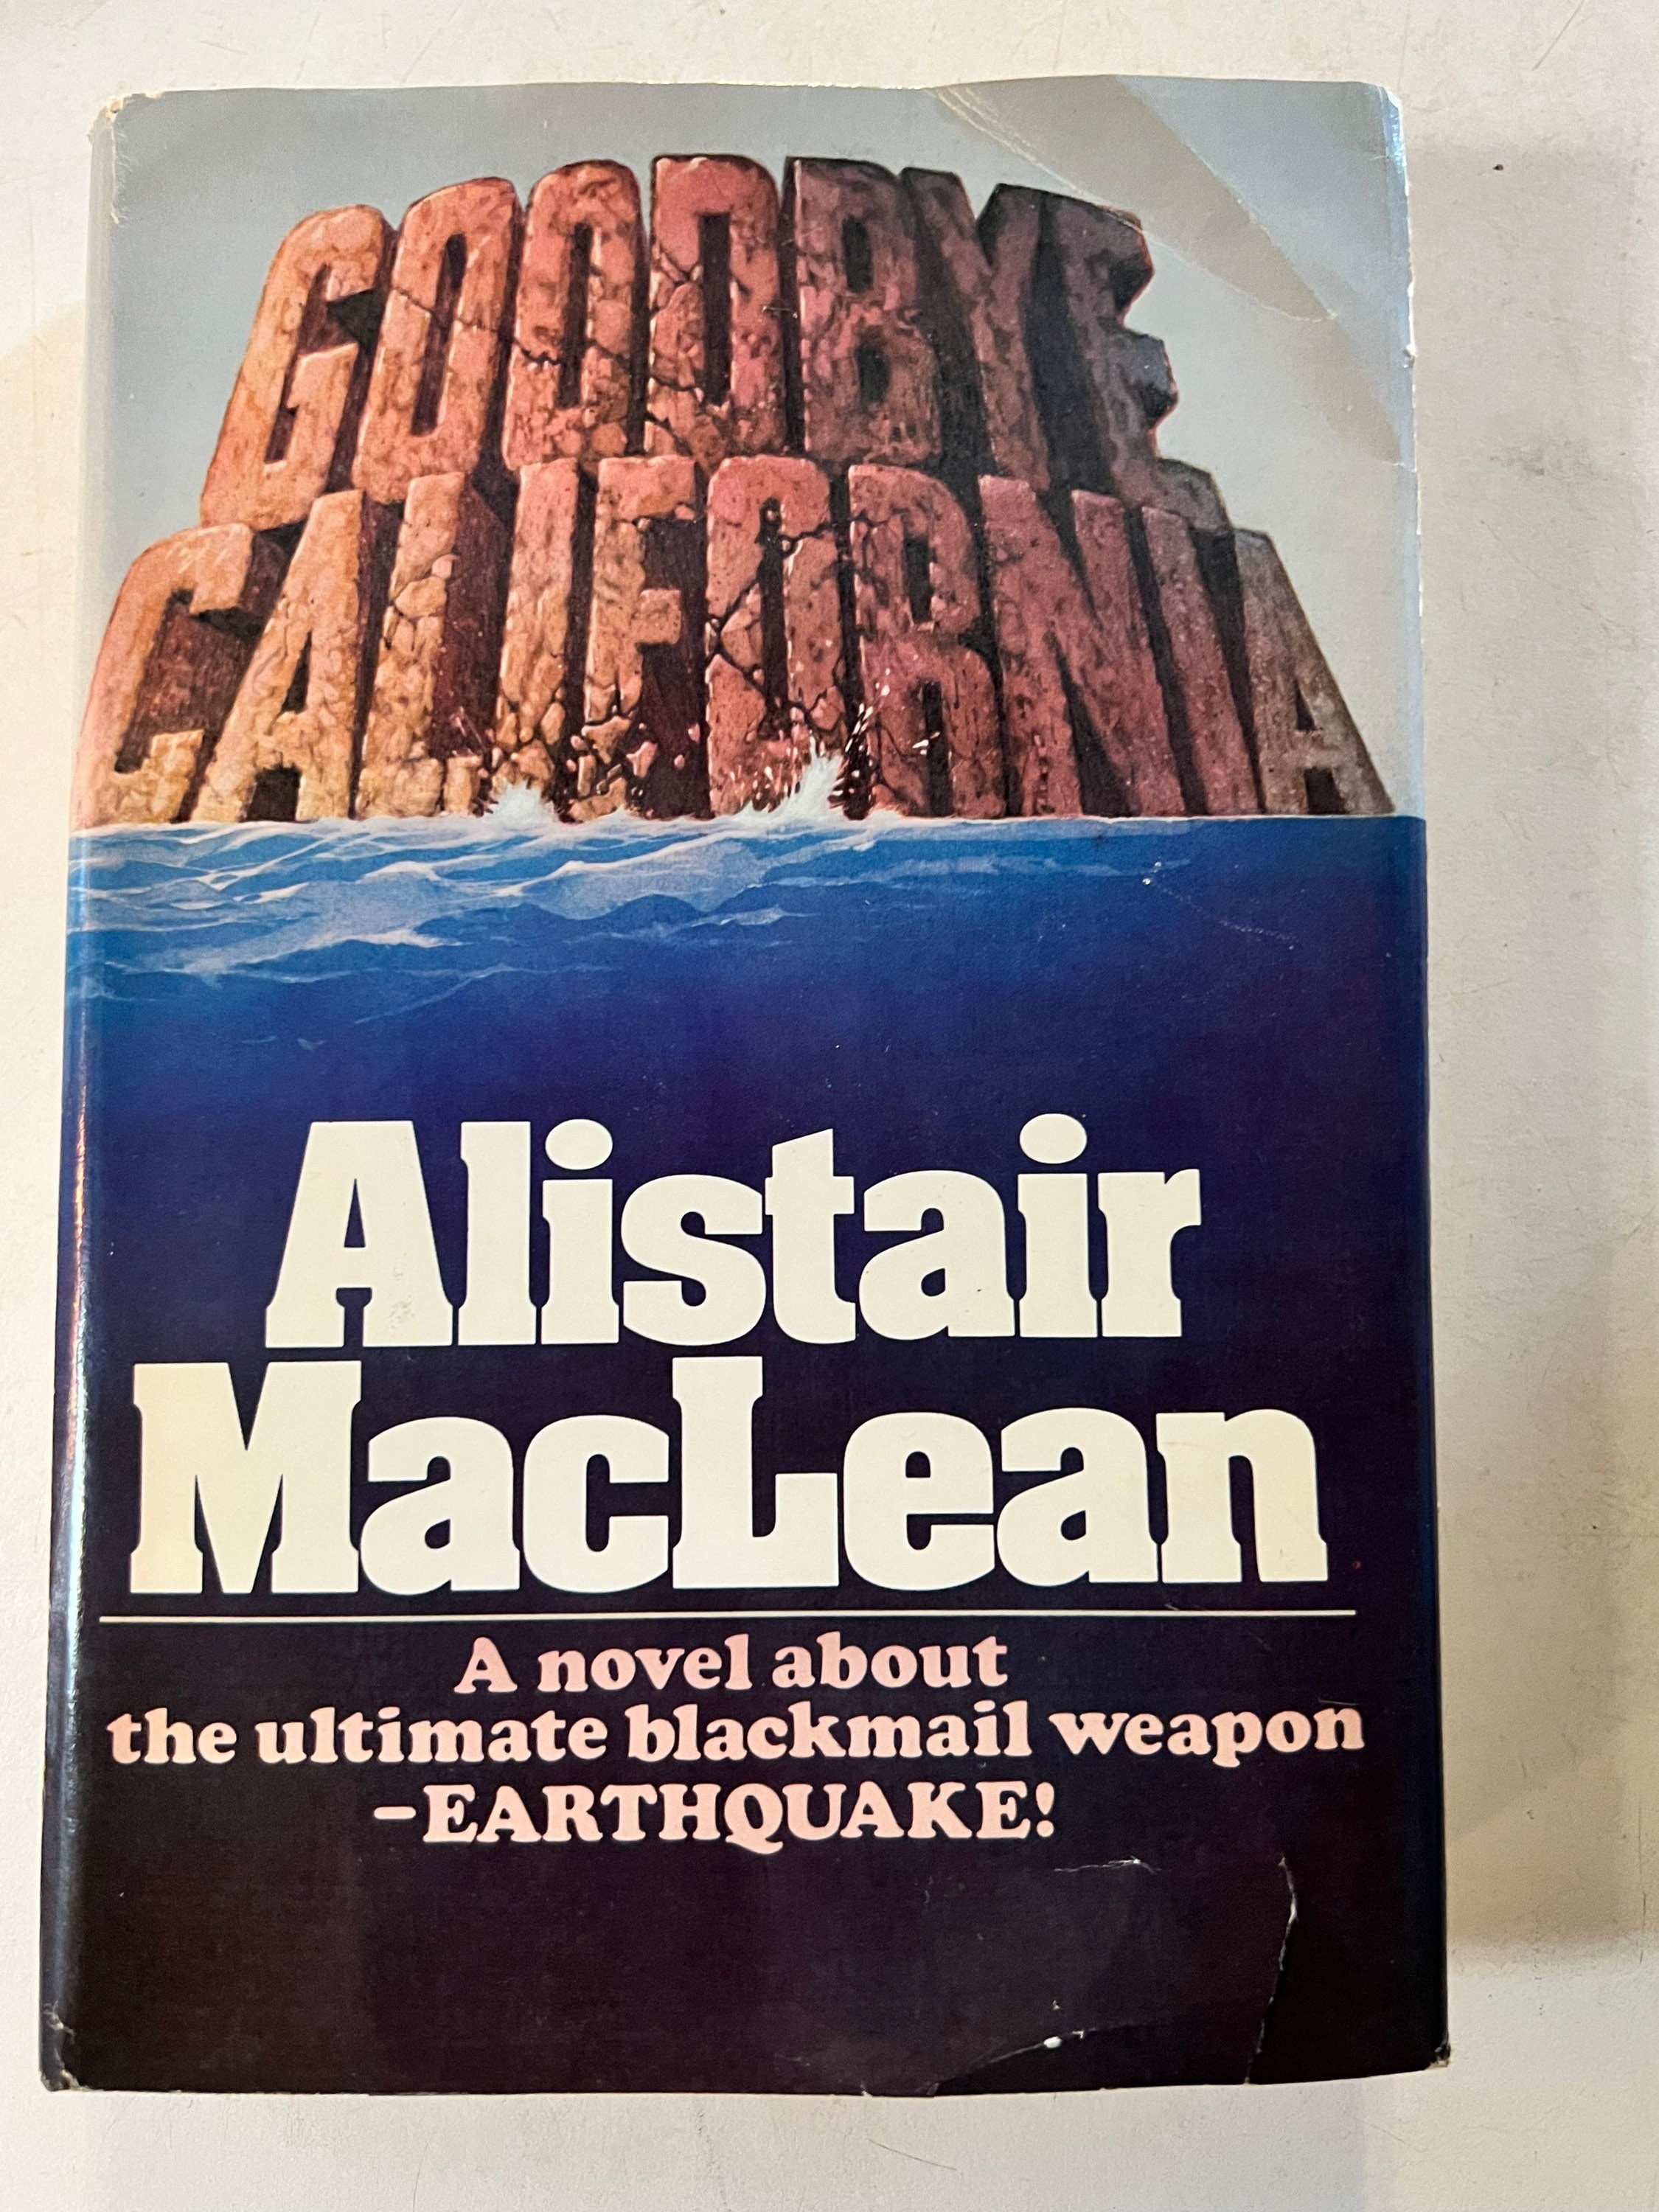 GOODBYE
CALIFORNIA
Alistair
MacLean
A novel about
the ultimate blackmail weapon
–EARTHQUAKE!